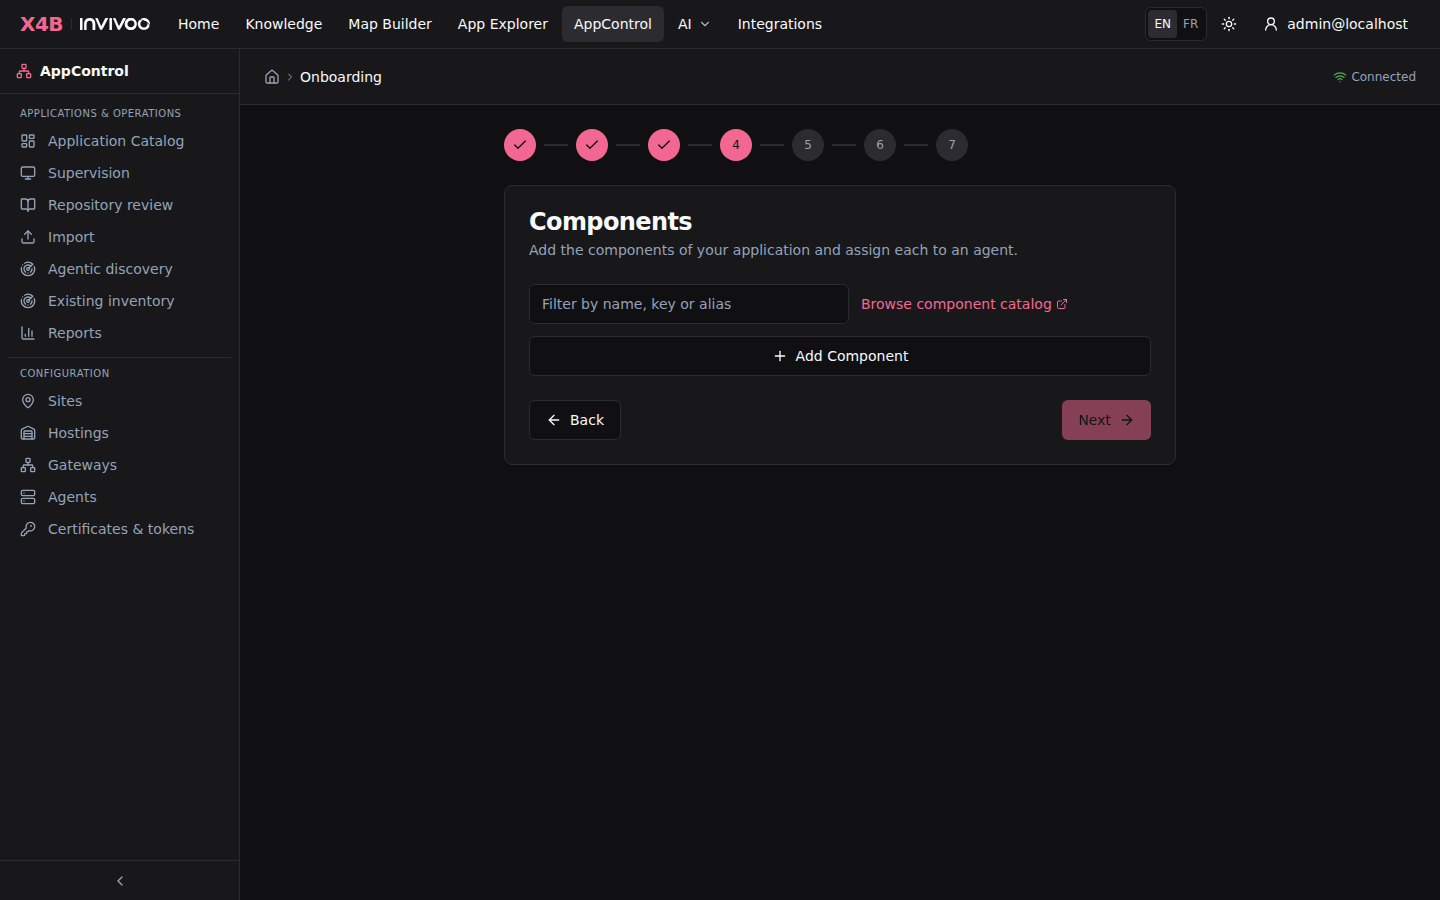 X4B INVIVOO Home Knowledge Map Builder App Explorer AppControl AI Integrations EN FR admin@localhost
AppControl
Onboarding
Connected
APPLICATIONS & OPERATIONS
Application Catalog
Supervision
Repository review
Import
Agentic discovery
Existing inventory
Reports
CONFIGURATION
Sites
Hostings
Gateways
Agents
Certificates & tokens
4 5 6 7
Components
Add the components of your application and assign each to an agent.
Filter by name, key or alias
Browse component catalog
Add Component
Back
Next